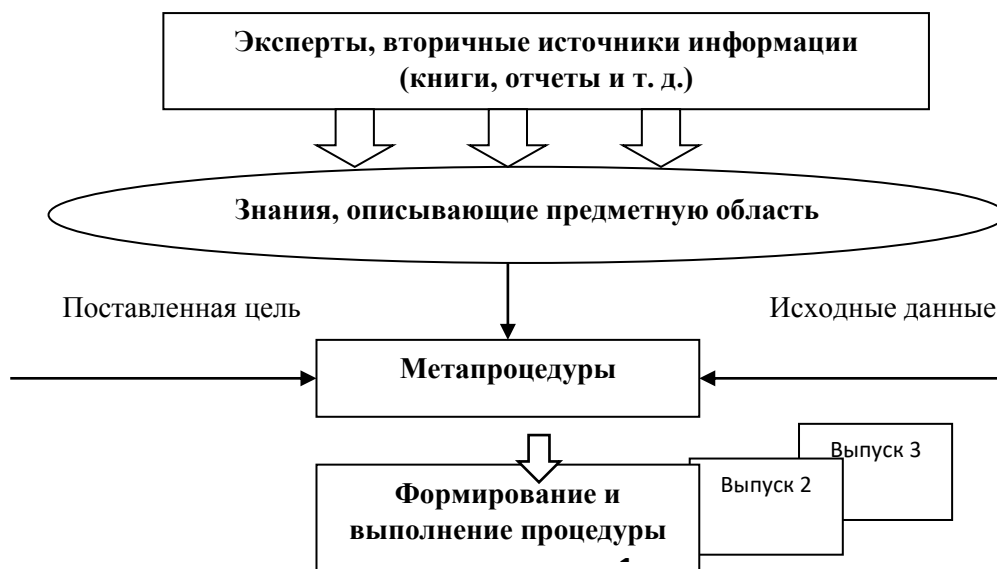 Эксперты, вторичные источники информации
(книги, отчеты и т. д.)
Знания, описывающие предметную область
Поставленная цель
Исходные данные
Метапроцедуры
Выпуск 3
Выпуск 2
Формирование и
выполнение процедуры